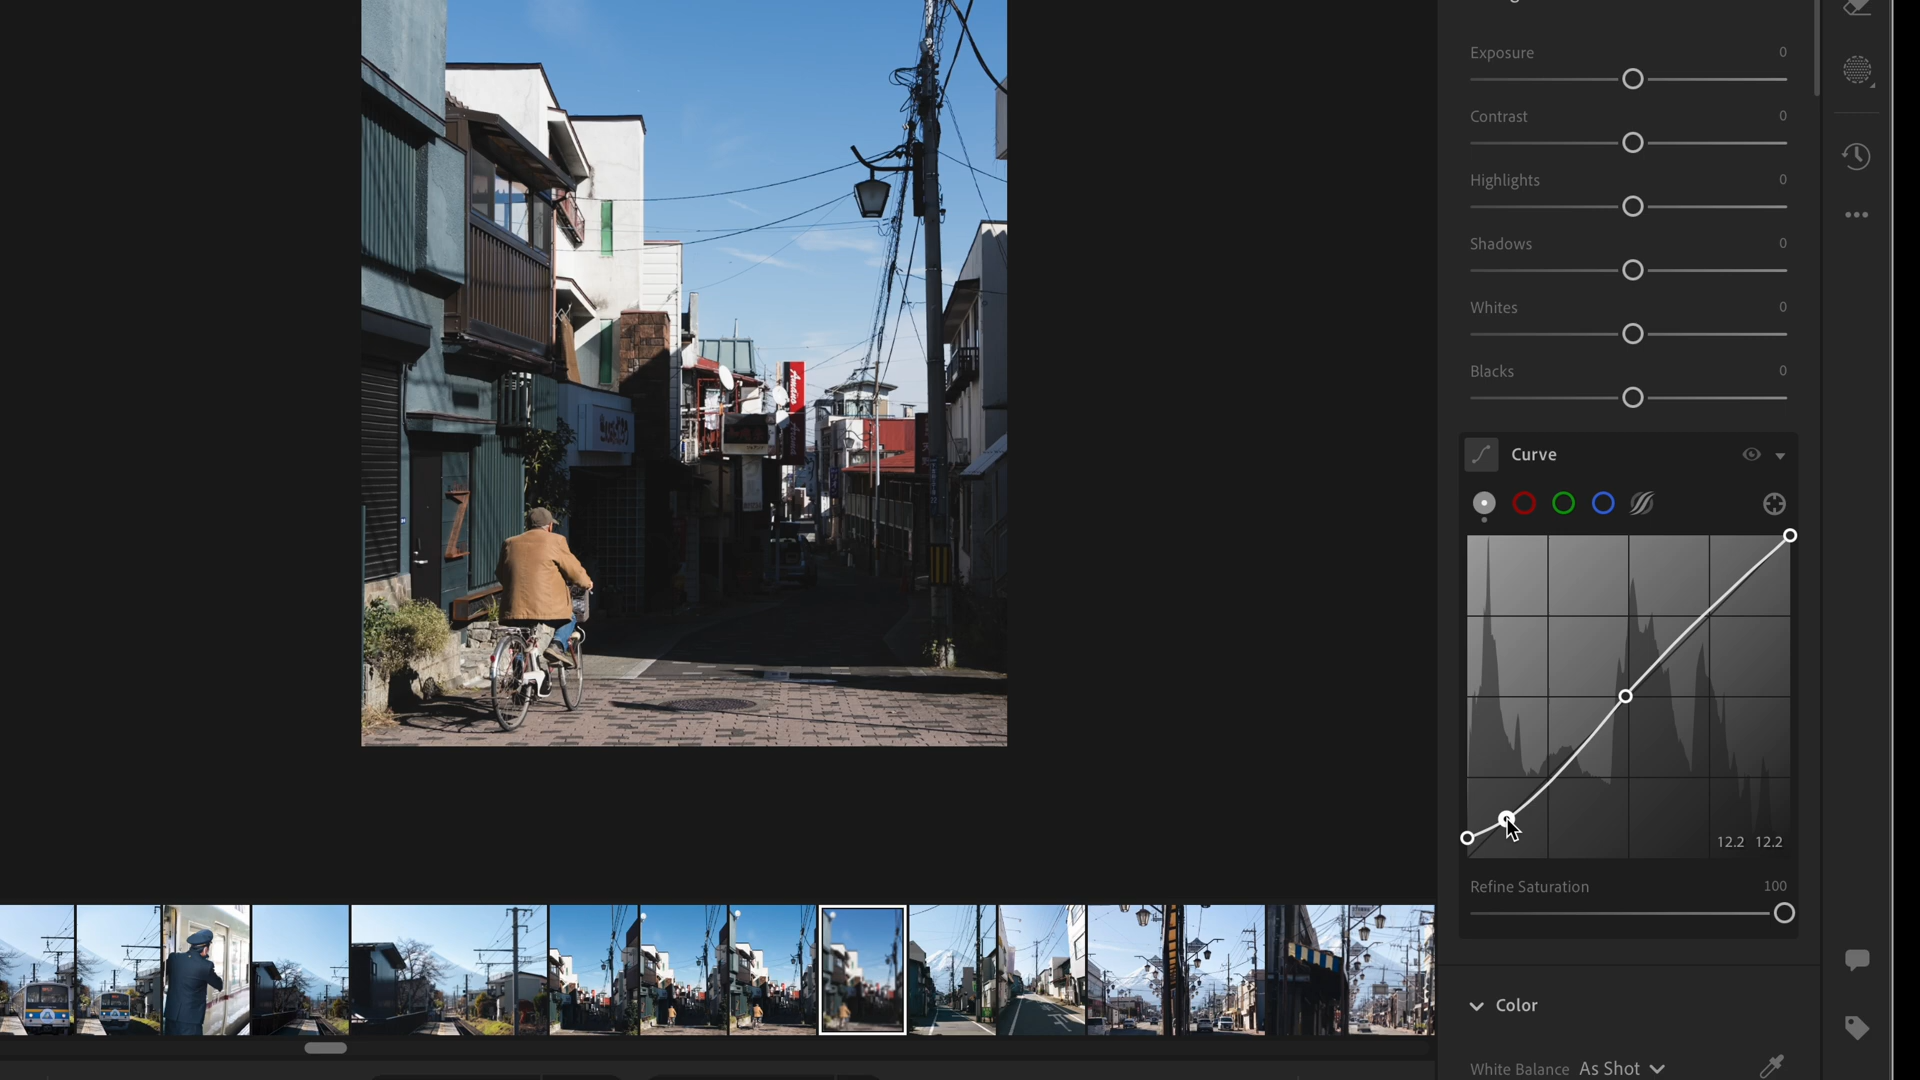 Exposure 0
Contrast 0
Highlights 0
Shadows 0
Whites 0
Blacks 0
Curve
12.2 12.2
Refine Saturation 100
Color
White Balance As Shot